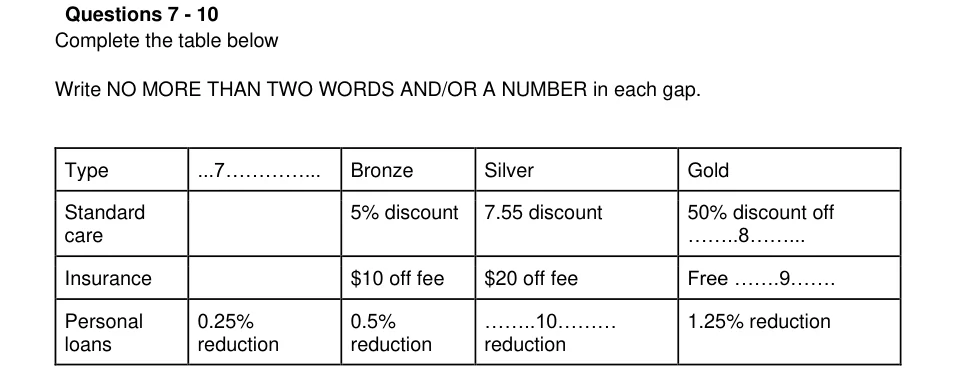 Questions 7 - 10
Complete the table below
Write NO MORE THAN TWO WORDS AND/OR A NUMBER in each gap.
Type ...7…………... Bronze Silver Gold
Standard care 5% discount 7.55 discount 50% discount off ……..8……...
Insurance $10 off fee $20 off fee Free …….9…….
Personal loans 0.25% reduction 0.5% reduction ……..10……… reduction 1.25% reduction